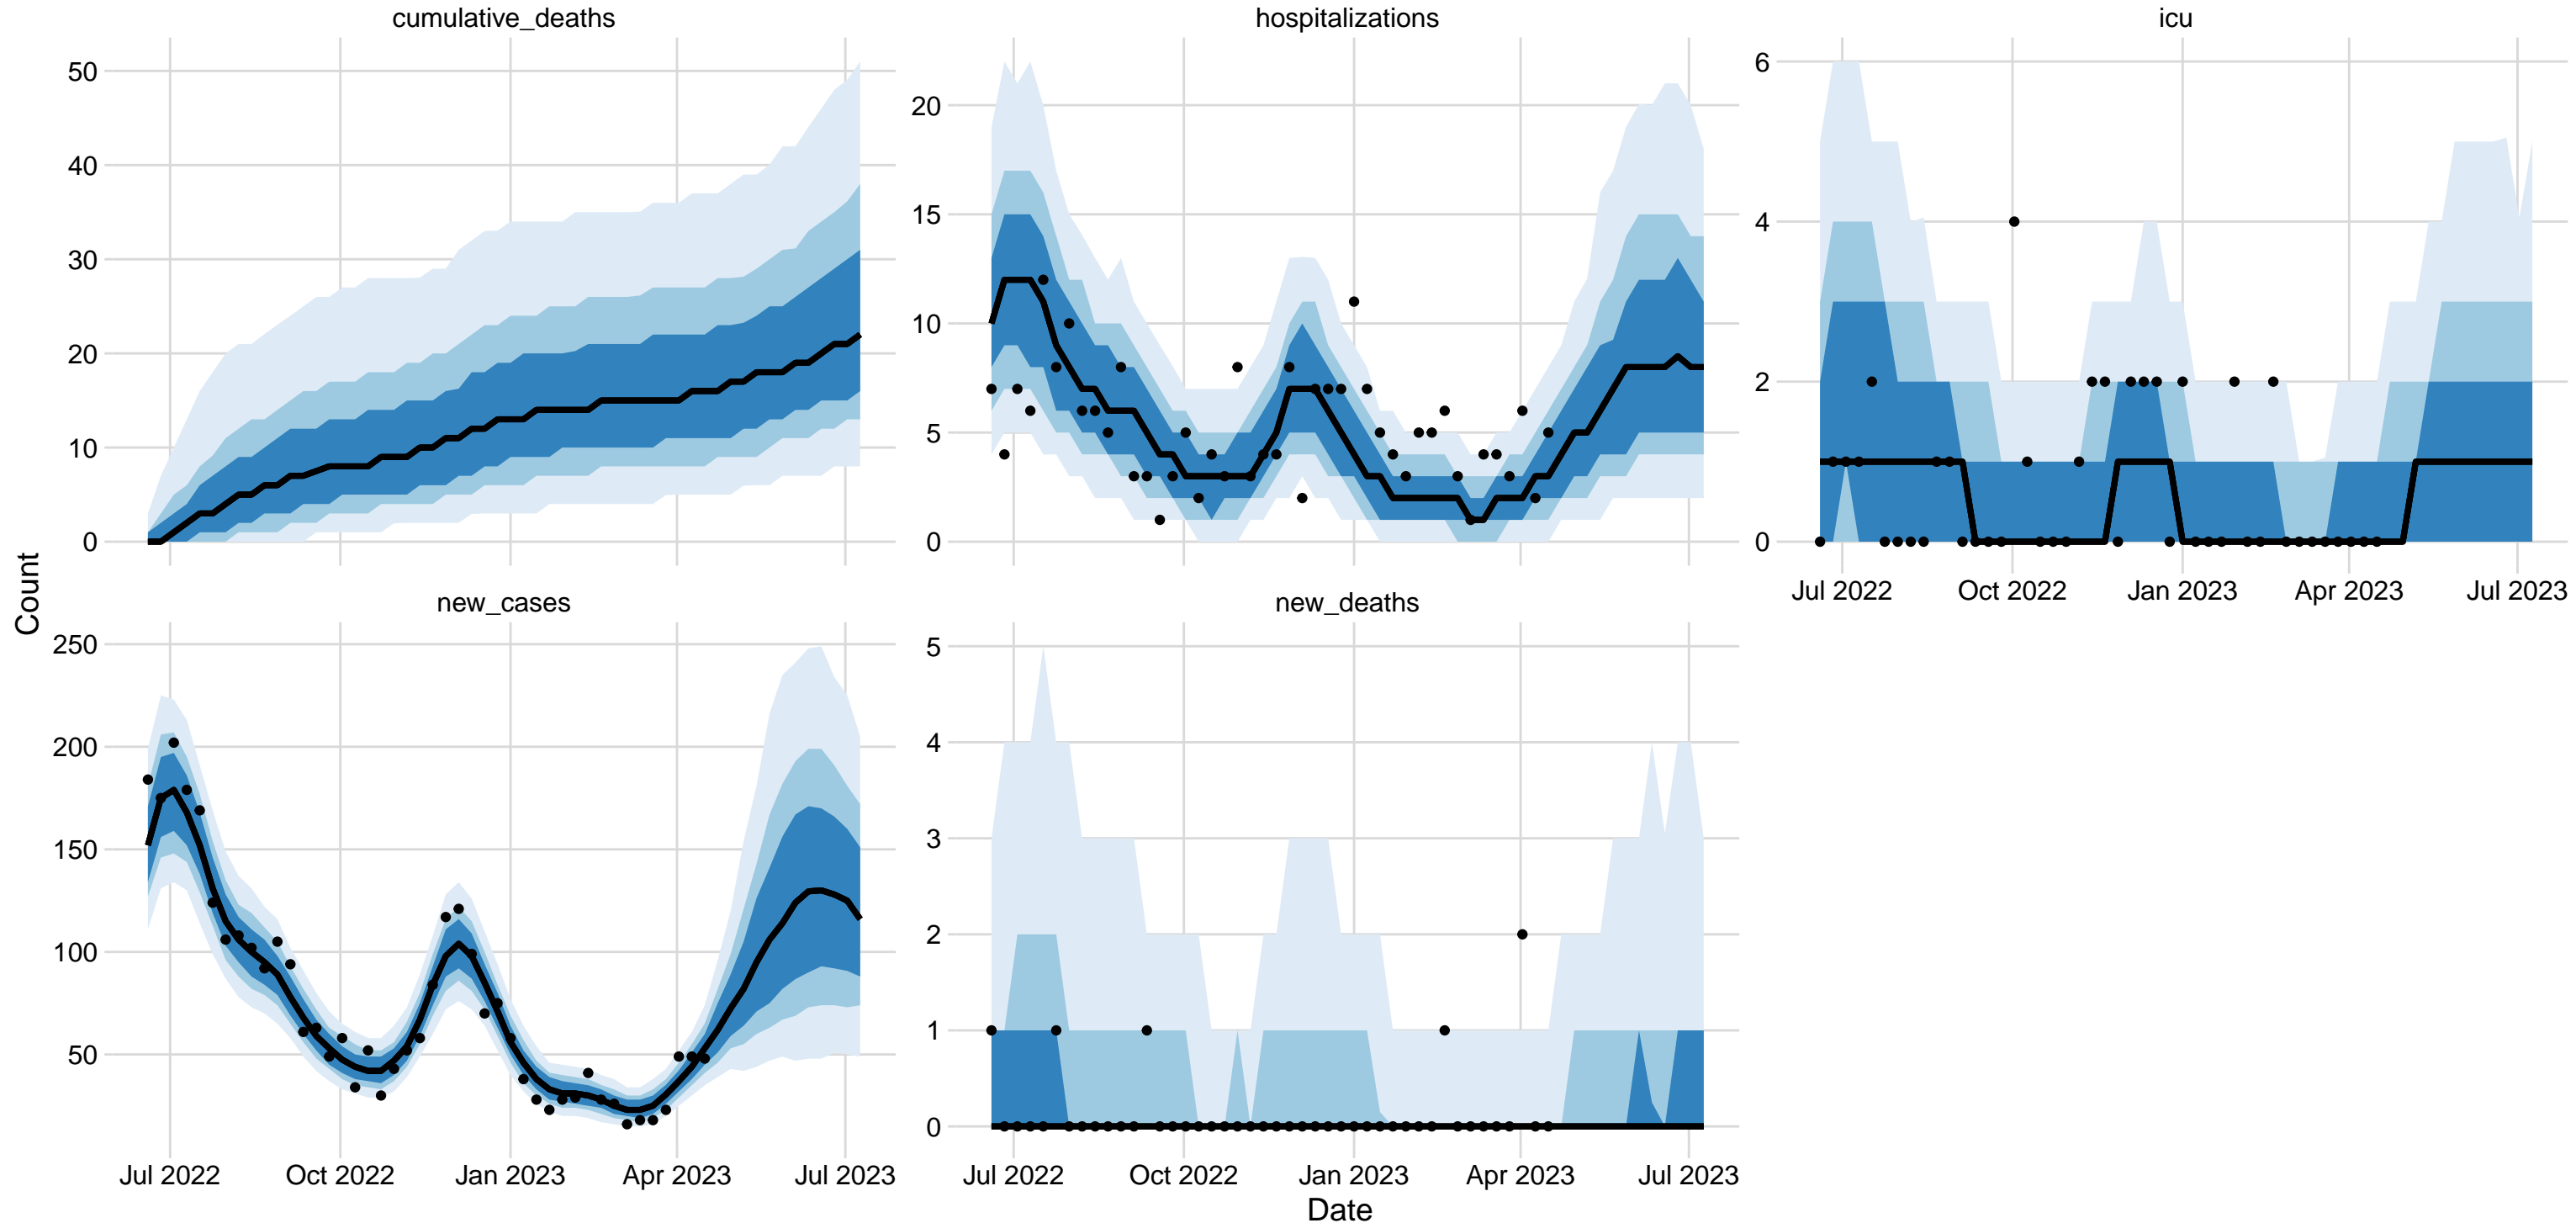 cumulative_deaths
hospitalizations
icu
50
40
30
20
10
0
20
15
10
5
0
6
4
2
0
Jul 2022 Oct 2022 Jan 2023 Apr 2023 Jul 2023
Count
new_cases
new_deaths
250
200
150
100
50
5
4
3
2
1
0
Jul 2022 Oct 2022 Jan 2023 Apr 2023 Jul 2023
Jul 2022 Oct 2022 Jan 2023 Apr 2023 Jul 2023
Date